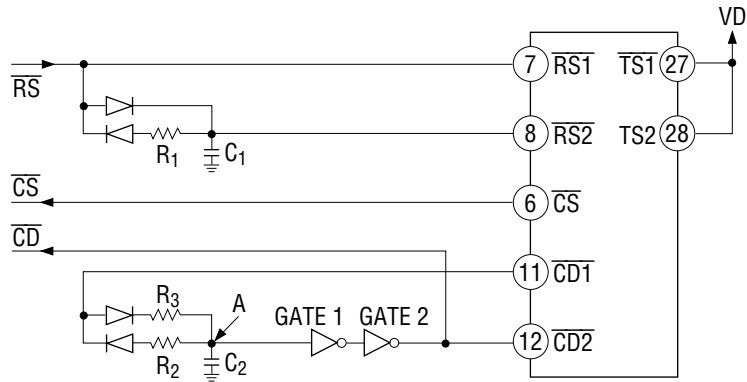 VD
RS
7 RS1
TS1 27
R1
C1
8 RS2
TS2 28
CS
6 CS
CD
11 CD1
R3
A
GATE 1
GATE 2
R2
C2
12 CD2